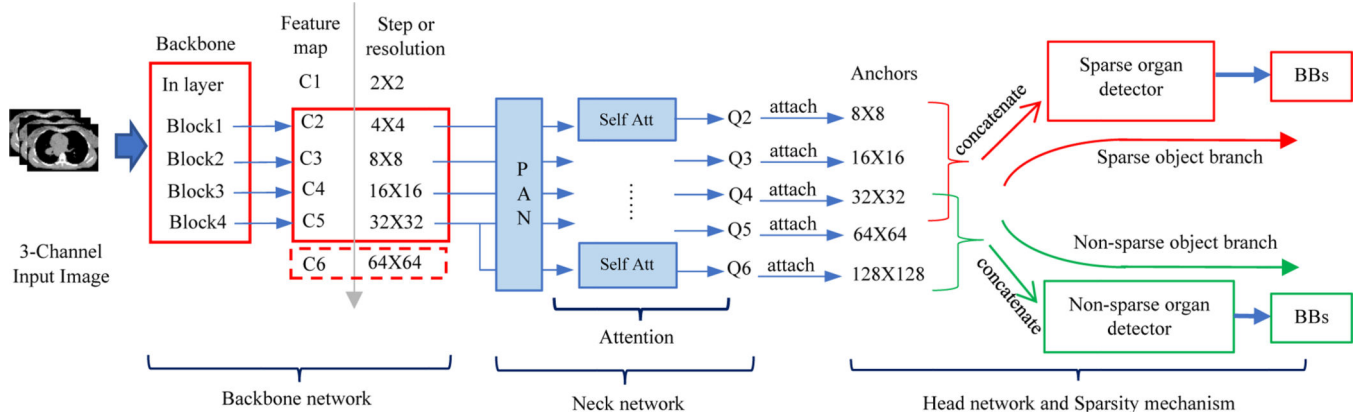 Backbone
In layer
Block1
Block2
Block3
Block4
3-Channel
Input Image
Feature
map
Step or
resolution
C1 2X2
C2 4X4
C3 8X8
C4 16X16
C5 32X32
C6 64X64
Backbone network
P
A
N
Self Att
......
Self Att
Attention
Neck network
Q2 attach 8X8
Q3 attach 16X16
Q4 attach 32X32
Q5 attach 64X64
Q6 attach 128X128
Anchors
concatenate
Sparse organ
detector
BBs
Sparse object branch
Non-sparse object branch
concatenate
Non-sparse organ
detector
BBs
Head network and Sparsity mechanism